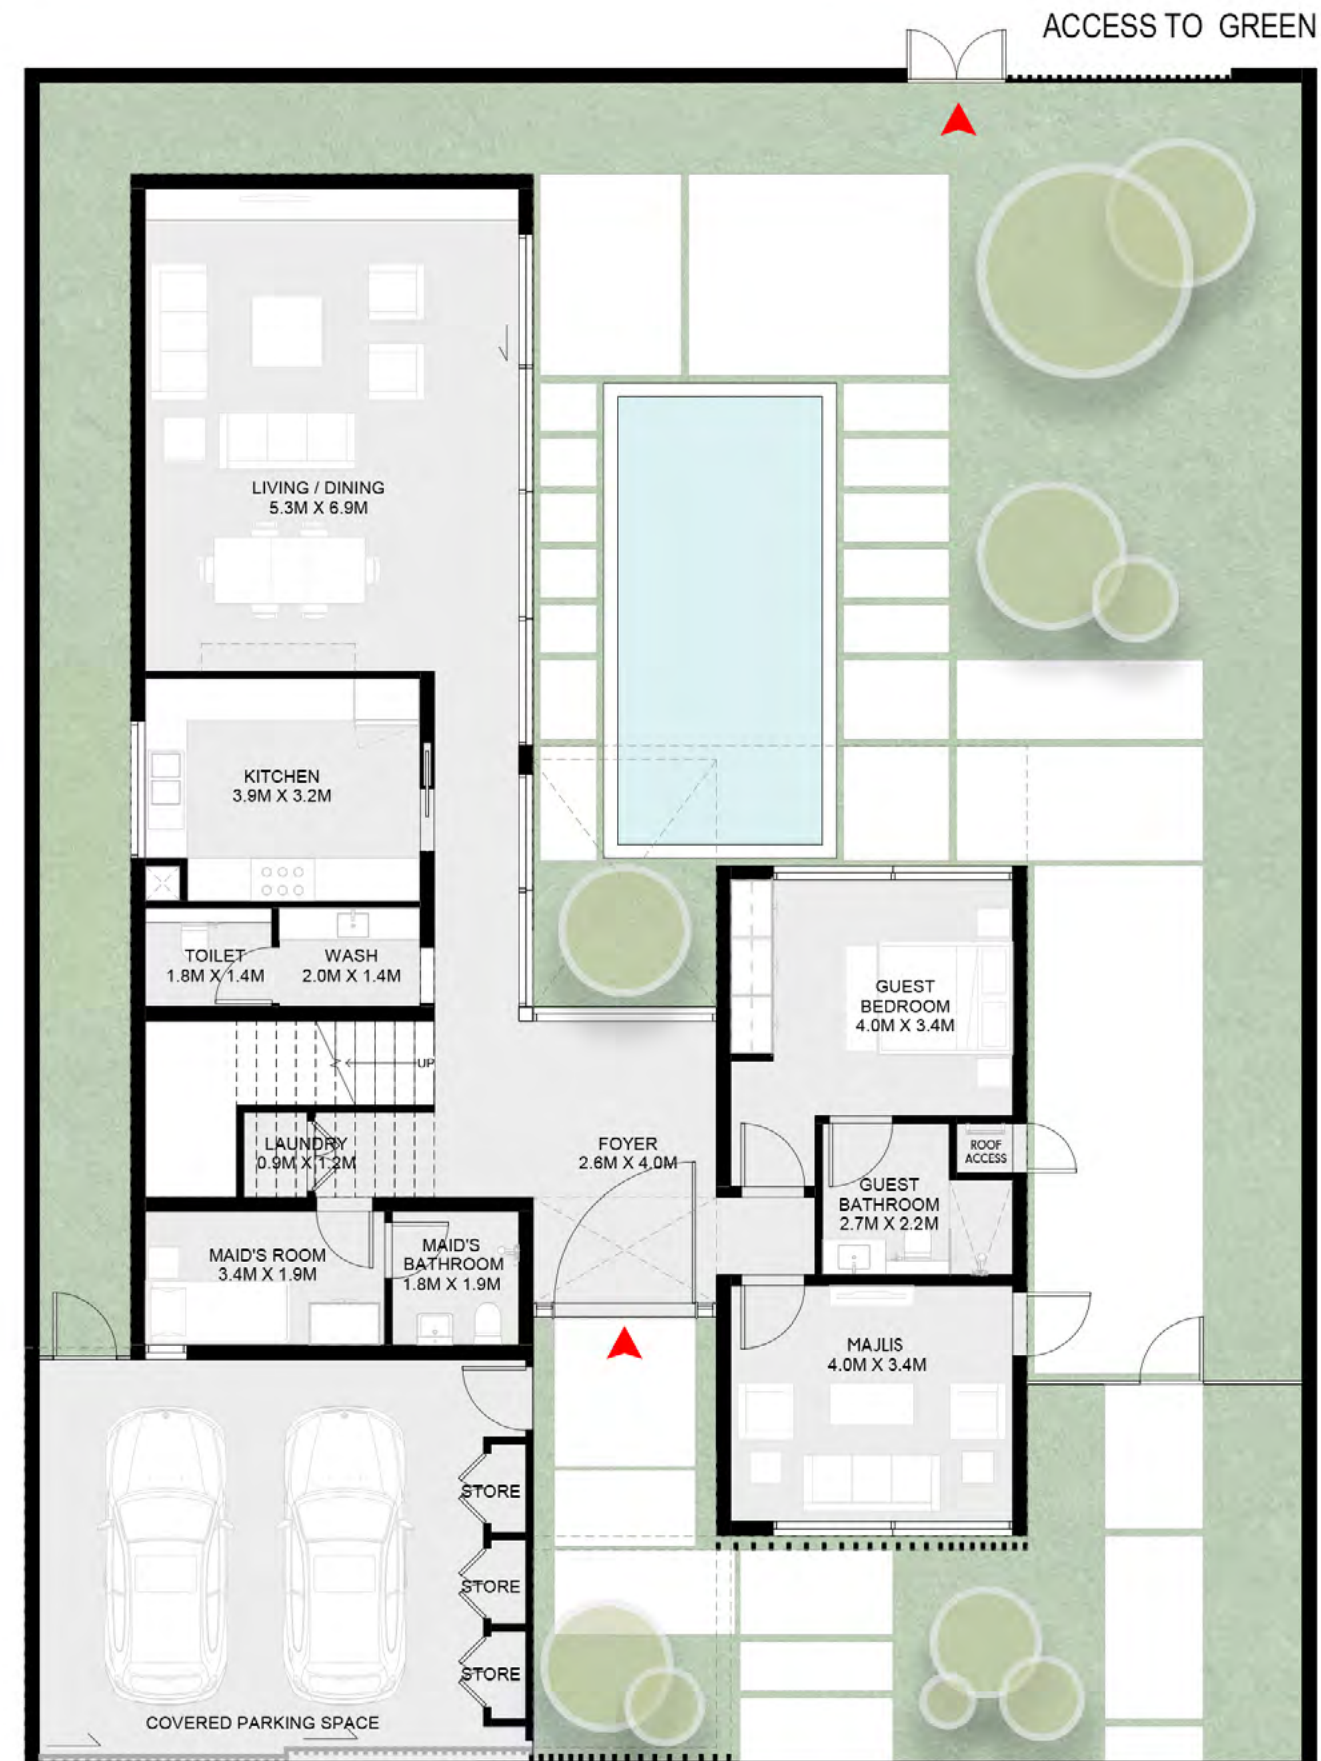 ACCESS TO GREEN
LIVING / DINING
5.3M X 6.9M
KITCHEN
3.9M X 3.2M
TOILET
1.8M X 1.4M
WASH
2.0M X 1.4M
GUEST
BEDROOM
4.0M X 3.4M
UP
LAUNDRY
0.9M X 1.2M
FOYER
2.6M X 4.0M
ROOF
ACCESS
GUEST
BATHROOM
2.7M X 2.2M
MAID'S ROOM
3.4M X 1.9M
MAID'S
BATHROOM
1.8M X 1.9M
MAJLIS
4.0M X 3.4M
STORE
STORE
STORE
COVERED PARKING SPACE